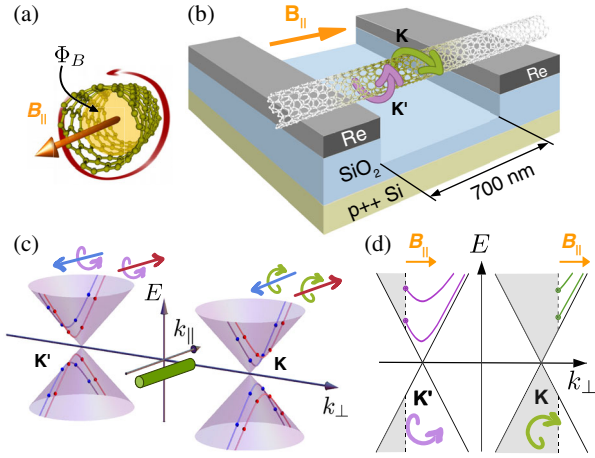 (a)
Φ_B
B_||
(b)
B_||
K
K'
Re
Re
SiO₂
p++ Si
700 nm
(c)
E
k_||
K'
K
k_⊥
(d)
B_||
E
B_||
k_⊥
K'
K